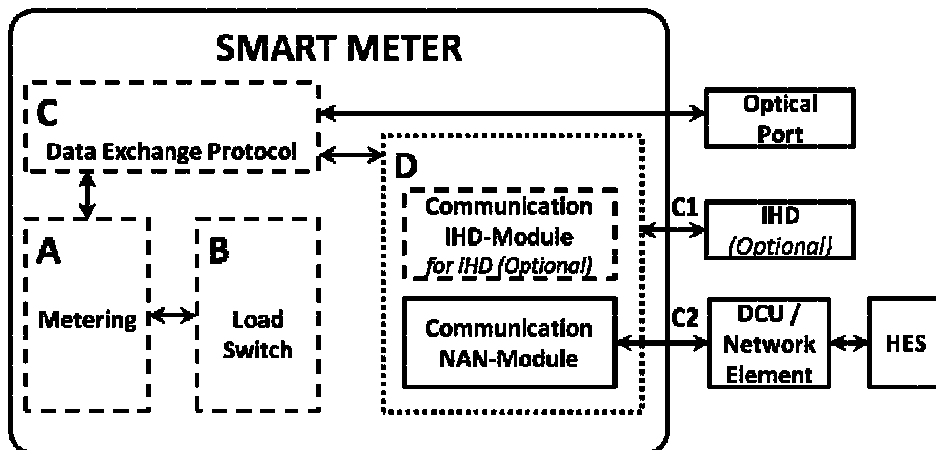 SMART METER
C
Data Exchange Protocol
Optical
Port
D
Communication
IHD-Module
for IHD (Optional)
C1
IHD
(Optional)
A
Metering
B
Load
Switch
Communication
NAN-Module
C2
DCU /
Network
Element
HES